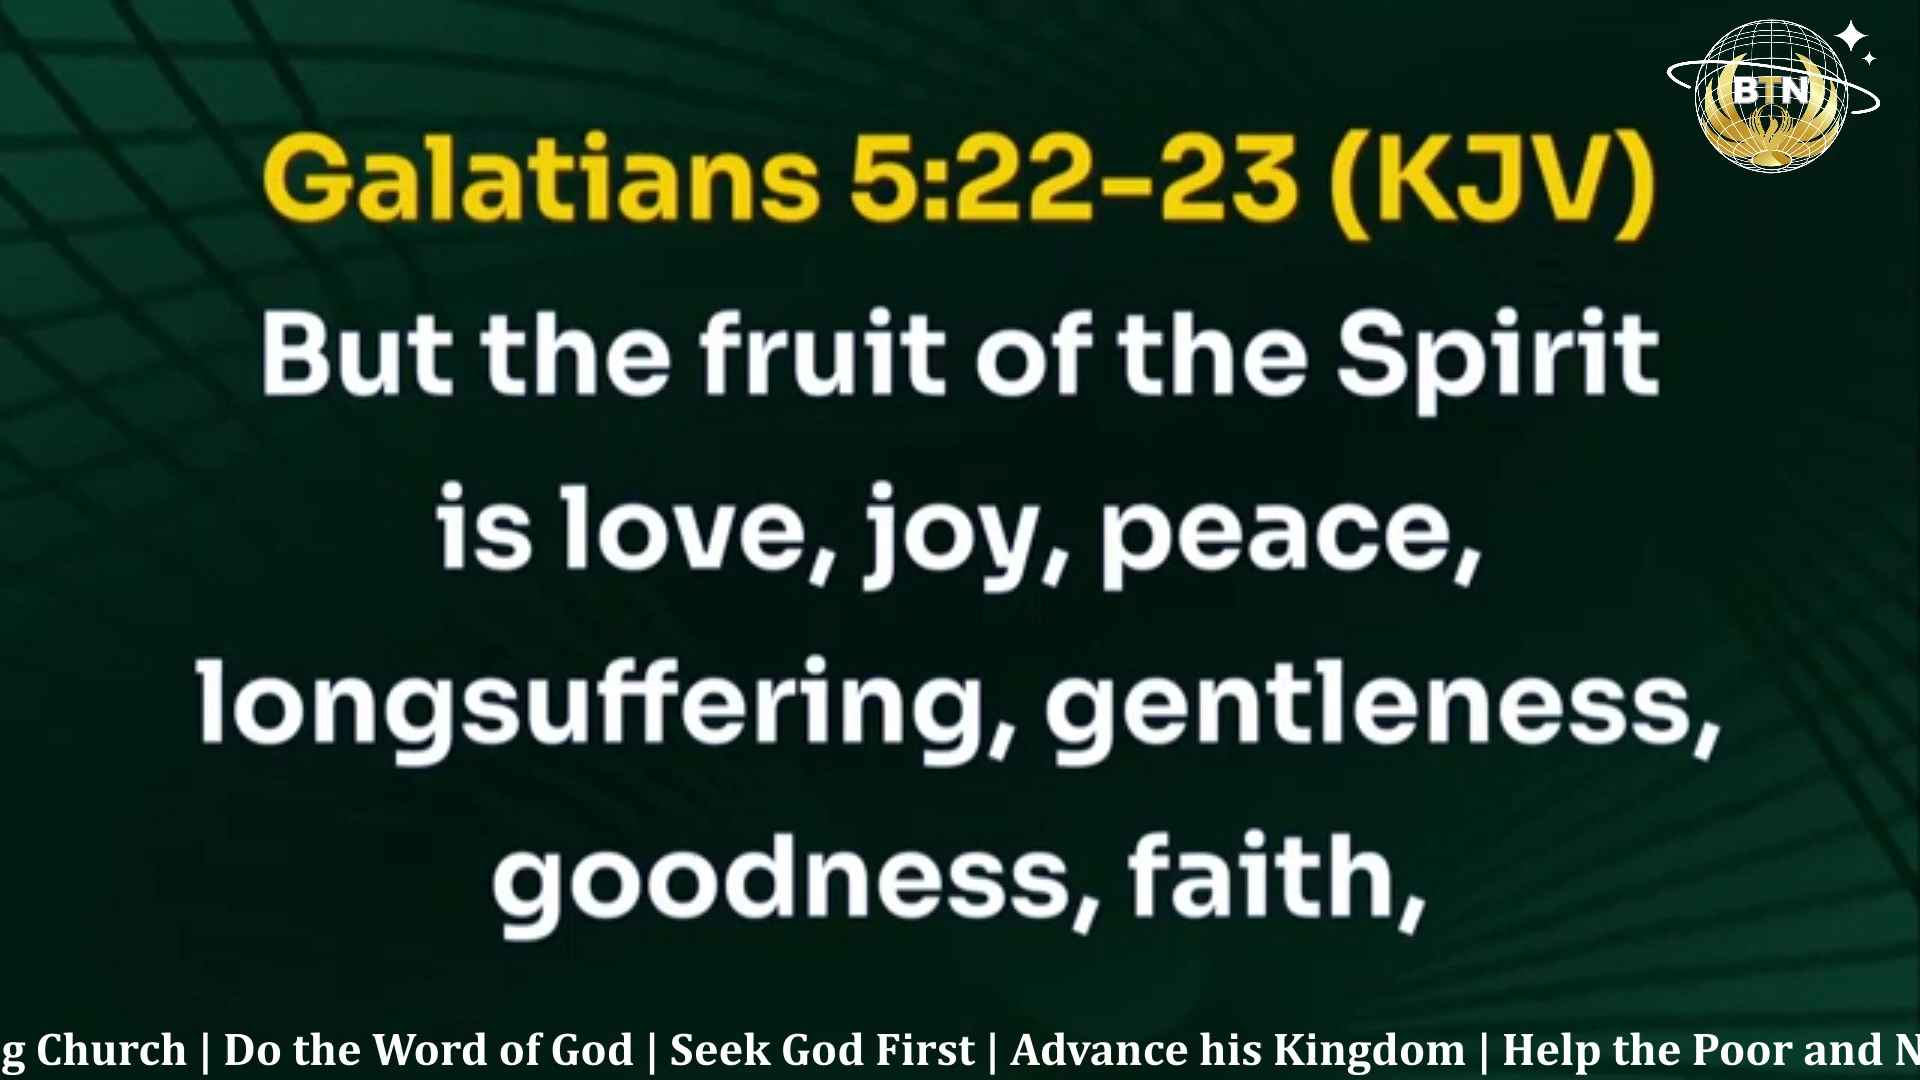 BTN
Galatians 5:22-23 (KJV)
But the fruit of the Spirit
is love, joy, peace,
longsuffering, gentleness,
goodness, faith,
g Church | Do the Word of God | Seek God First | Advance his Kingdom | Help the Poor and N